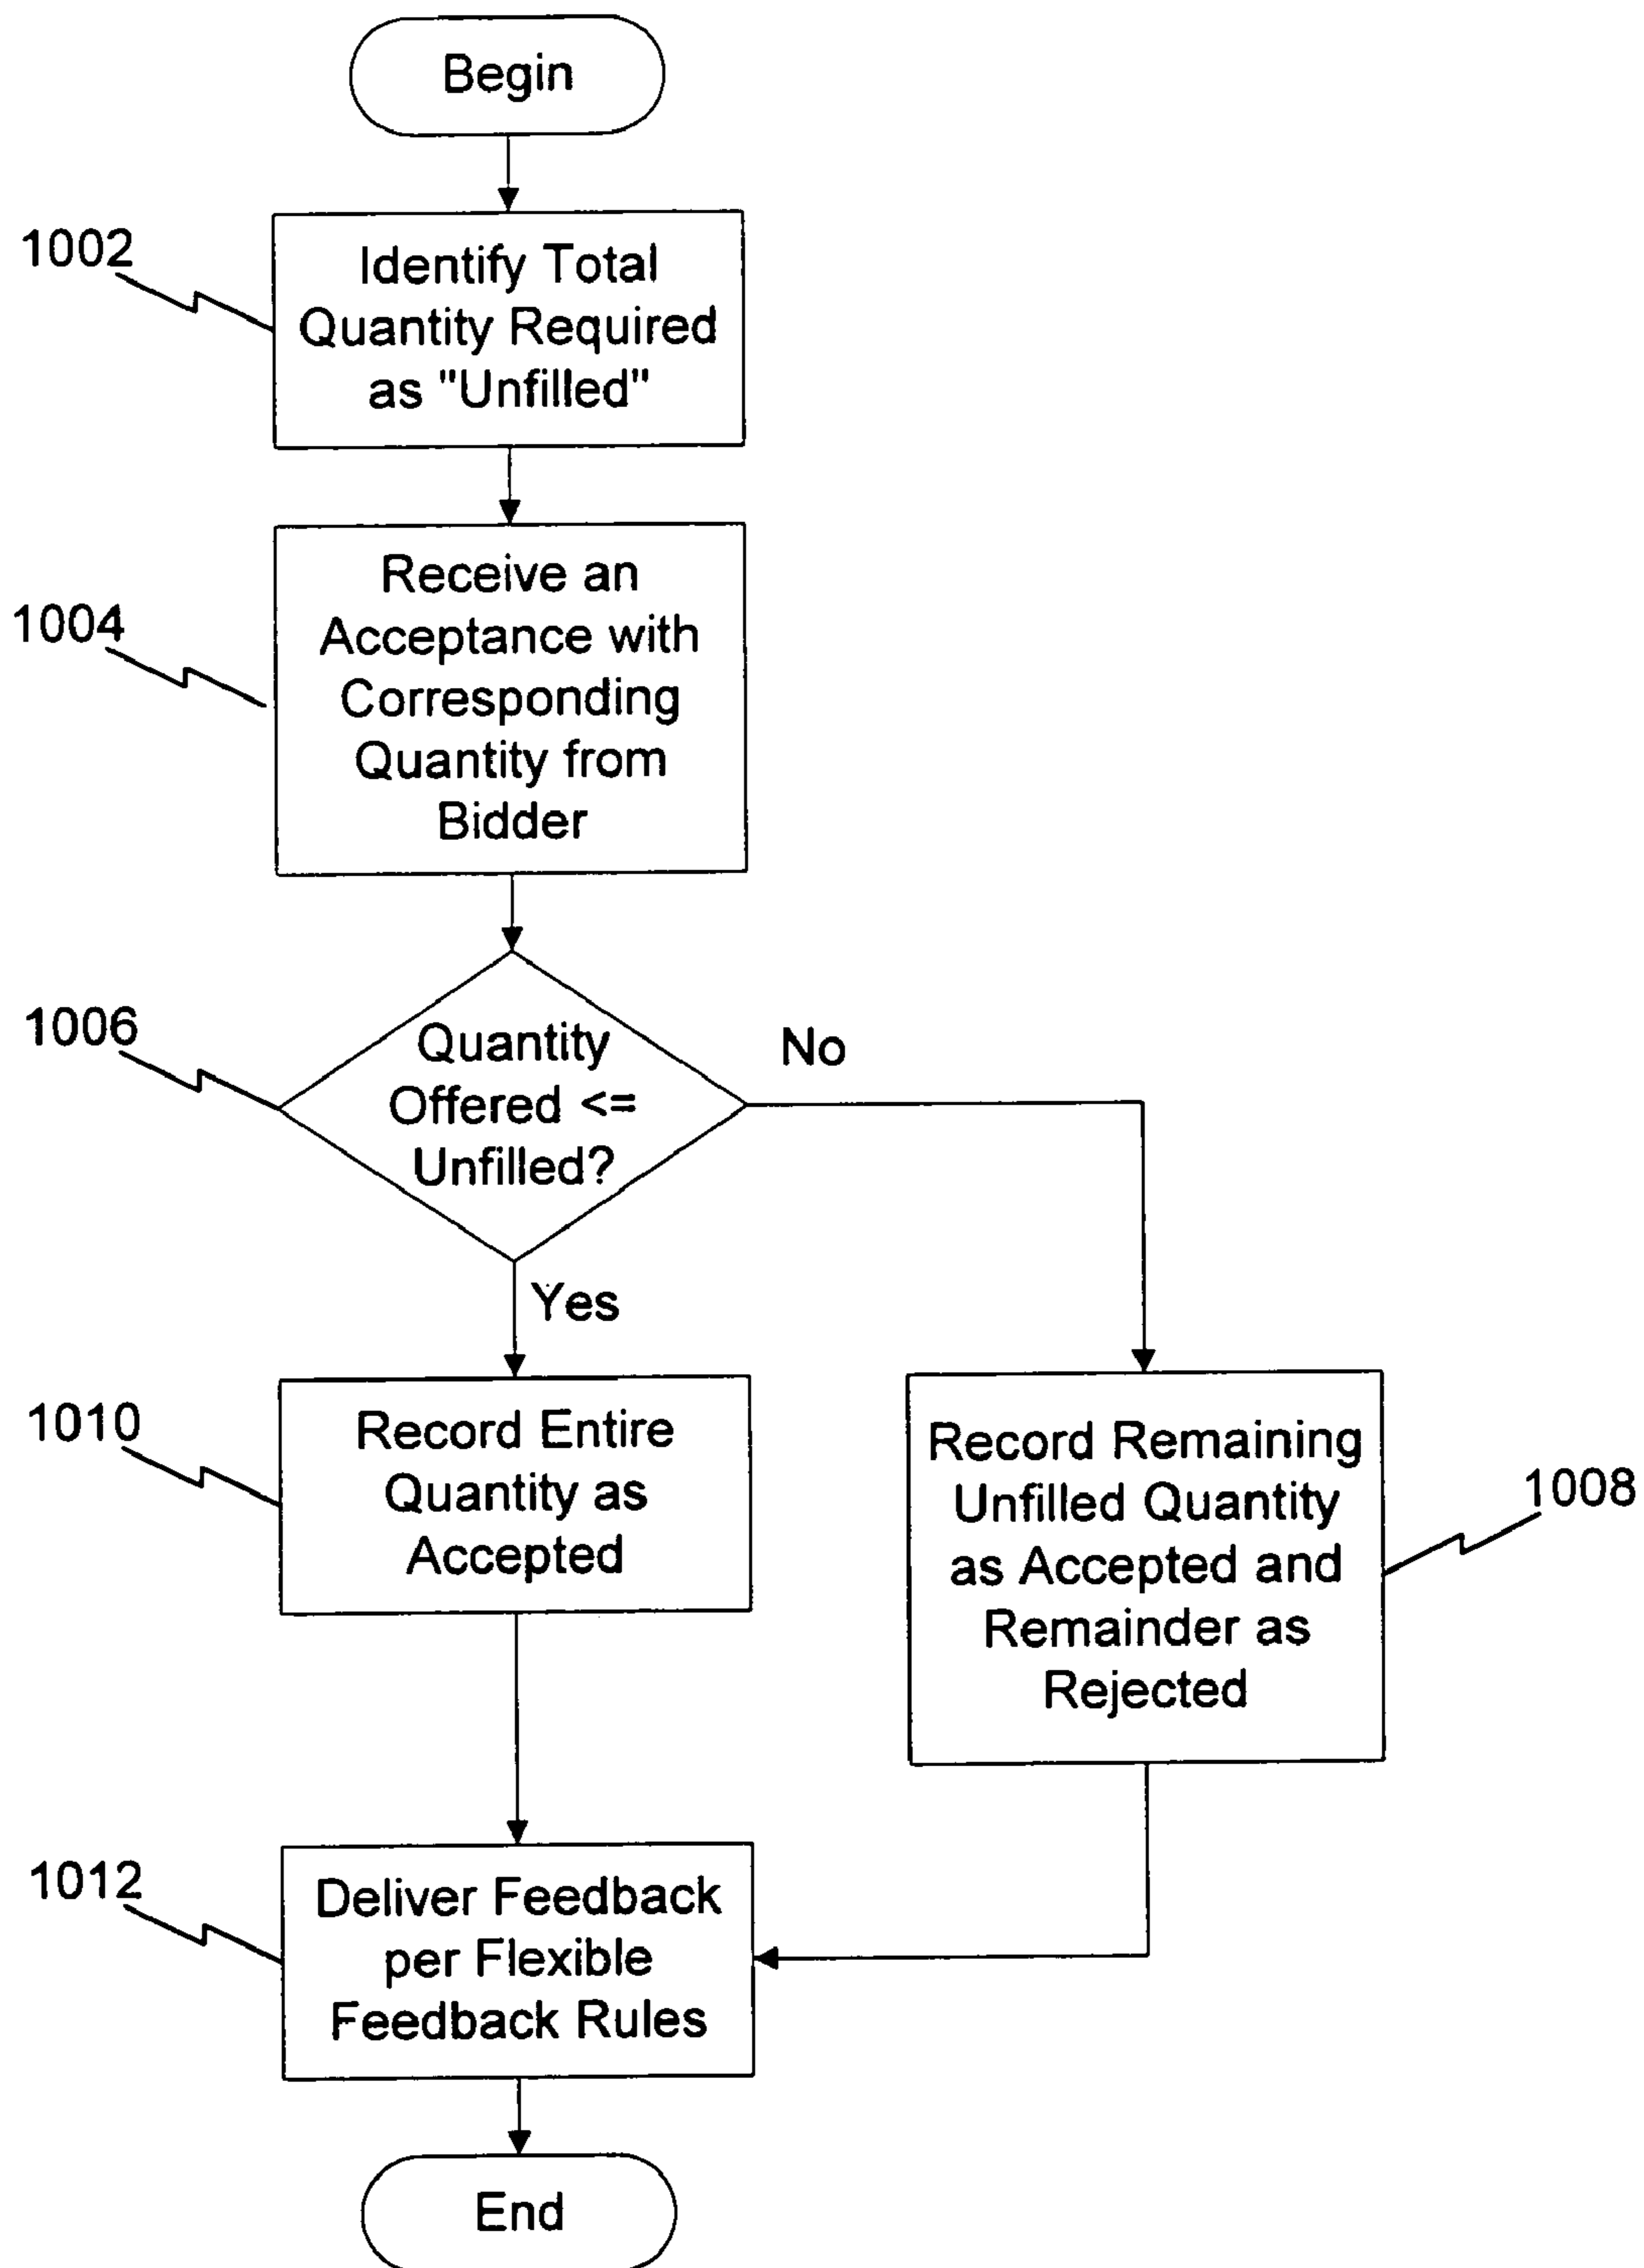 Begin
1002
Identify Total
Quantity Required
as "Unfilled"
1004
Receive an
Acceptance with
Corresponding
Quantity from
Bidder
1006
Quantity
Offered <=
Unfilled?
No
Yes
1010
Record Entire
Quantity as
Accepted
Record Remaining
Unfilled Quantity
as Accepted and
Remainder as
Rejected
1008
1012
Deliver Feedback
per Flexible
Feedback Rules
End